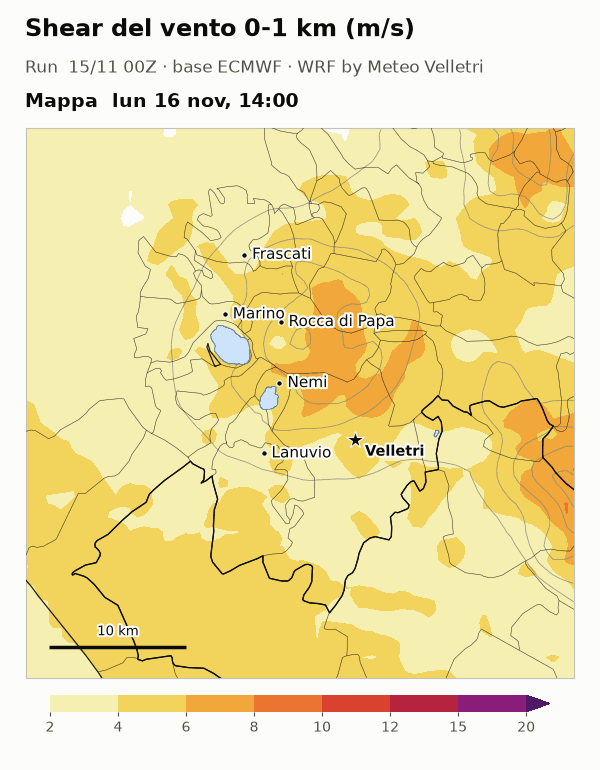 Shear del vento 0-1 km (m/s)
Run  15/11 00Z · base ECMWF · WRF by Meteo Velletri
Mappa  lun 16 nov, 14:00
Frascati
Marino
Rocca di Papa
Nemi
Velletri
Lanuvio
10 km
2 4 6 8 10 12 15 20